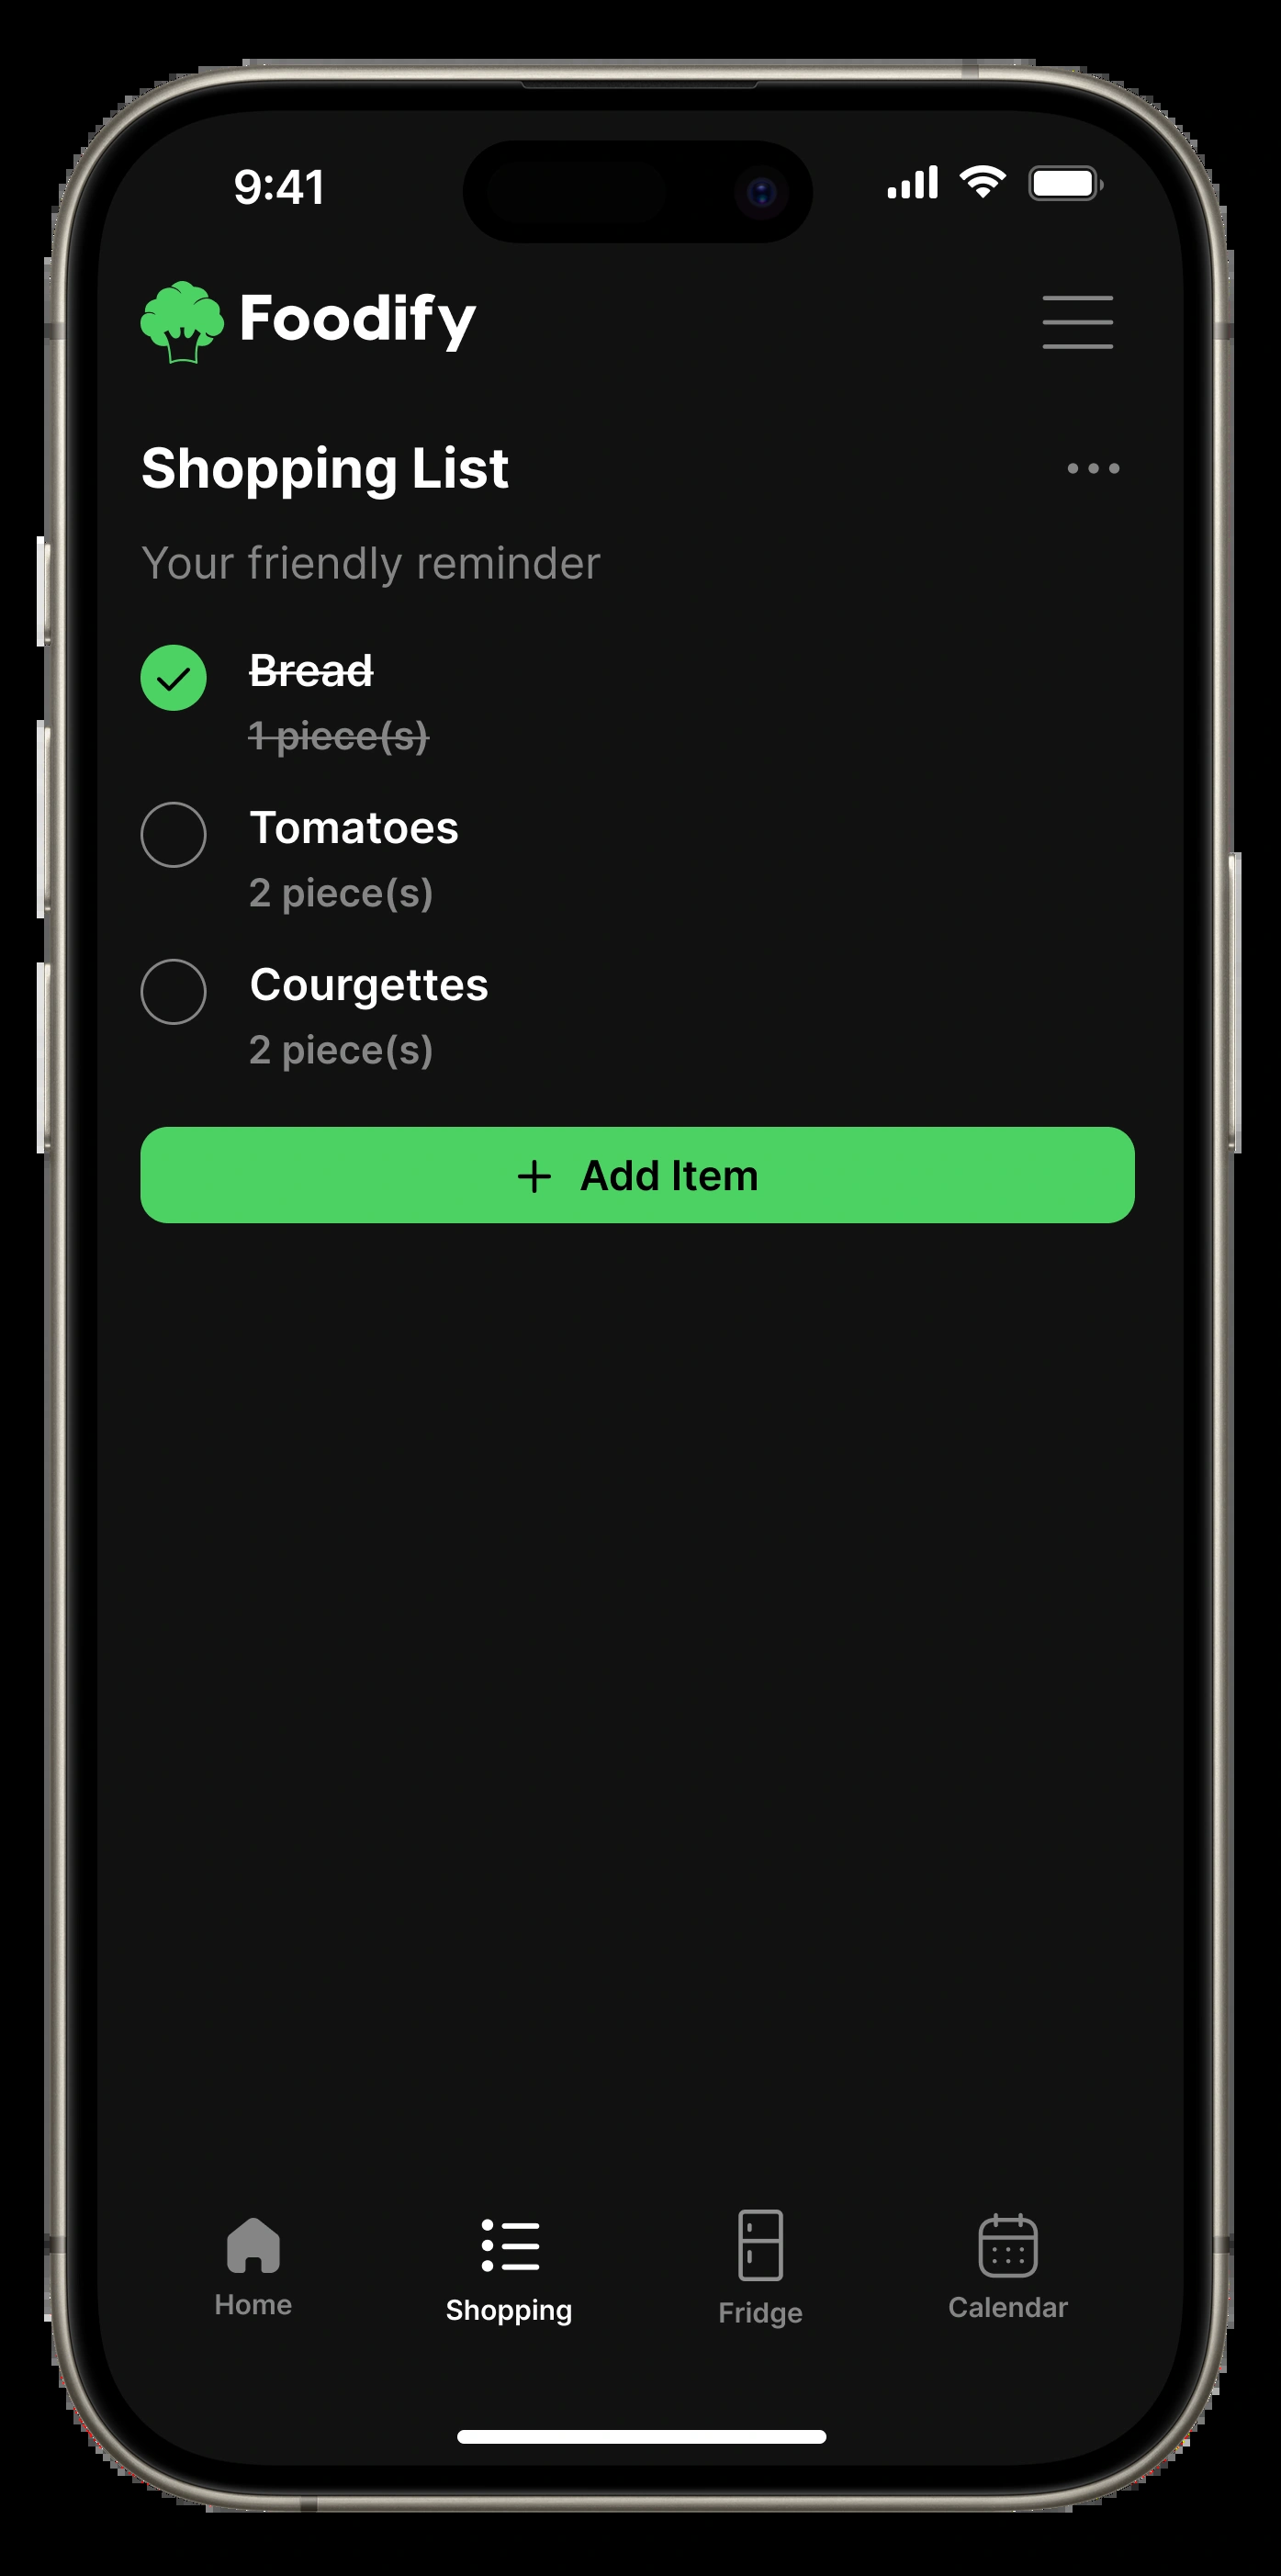 9:41
Foodify
Shopping List
Your friendly reminder
Bread
1 piece(s)
Tomatoes
2 piece(s)
Courgettes
2 piece(s)
Add Item
Home Shopping Fridge Calendar